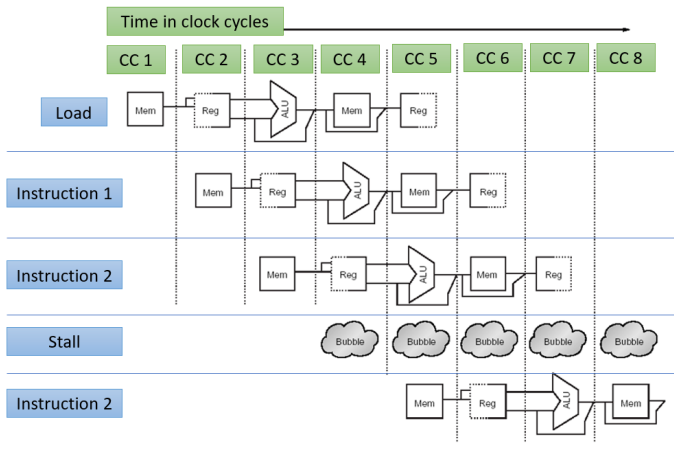 Time in clock cycles
CC 1 CC 2 CC 3 CC 4 CC 5 CC 6 CC 7 CC 8
Load Mem Reg ALU Mem Reg
Instruction 1 Mem Reg ALU Mem Reg
Instruction 2 Mem Reg ALU Mem Reg
Stall Bubble Bubble Bubble Bubble Bubble
Instruction 2 Mem Reg ALU Mem